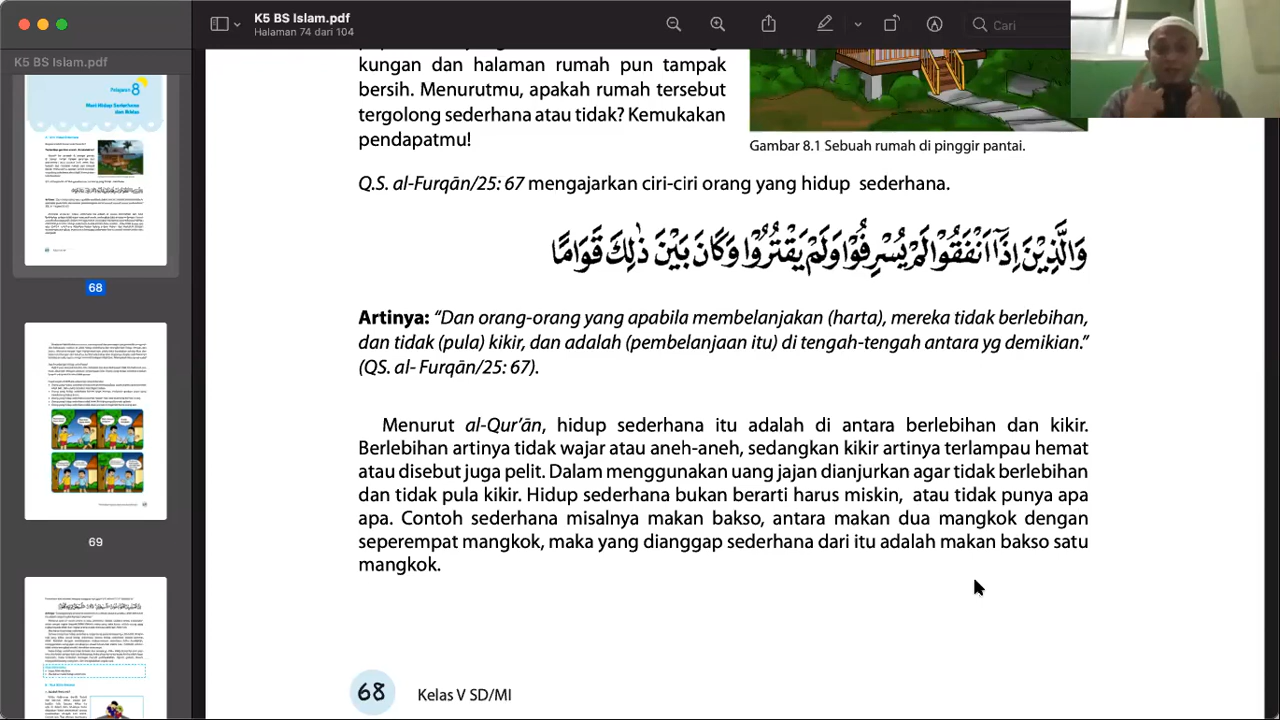 K5 BS Islam.pdf
Halaman 74 dari 104
Cari
K5 BS Islam.pdf
Pelajaran 8
68
69
kungan dan halaman rumah pun tampak
bersih. Menurutmu, apakah rumah tersebut
tergolong sederhana atau tidak? Kemukakan
pendapatmu!
Gambar 8.1 Sebuah rumah di pinggir pantai.
Q.S. al-Furqān/25: 67 mengajarkan ciri-ciri orang yang hidup sederhana.
وَالَّذِيْنَ اِذَآ اَنْفَقُوْا لَمْ يُسْرِفُوْا وَلَمْ يَقْتُرُوْا وَكَانَ بَيْنَ ذٰلِكَ قَوَامًا
Artinya: “Dan orang-orang yang apabila membelanjakan (harta), mereka tidak berlebihan,
dan tidak (pula) kikir, dan adalah (pembelanjaan itu) di tengah-tengah antara yg demikian.”
(QS. al- Furqān/25: 67).
Menurut al-Qur’ān, hidup sederhana itu adalah di antara berlebihan dan kikir.
Berlebihan artinya tidak wajar atau aneh-aneh, sedangkan kikir artinya terlampau hemat
atau disebut juga pelit. Dalam menggunakan uang jajan dianjurkan agar tidak berlebihan
dan tidak pula kikir. Hidup sederhana bukan berarti harus miskin, atau tidak punya apa
apa. Contoh sederhana misalnya makan bakso, antara makan dua mangkok dengan
seperempat mangkok, maka yang dianggap sederhana dari itu adalah makan bakso satu
mangkok.
68 Kelas V SD/MI